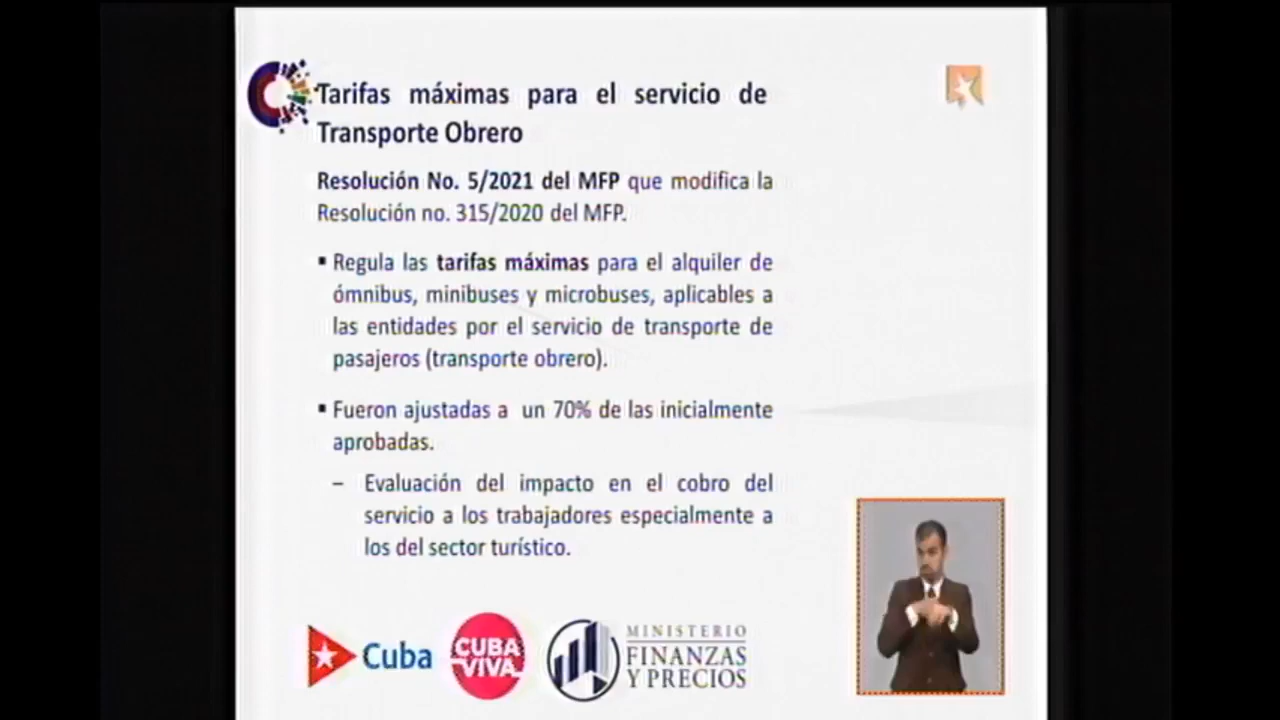 Tarifas máximas para el servicio de
Transporte Obrero
Resolución No. 5/2021 del MFP que modifica la
Resolución no. 315/2020 del MFP.
▪ Regula las tarifas máximas para el alquiler de
ómnibus, minibuses y microbuses, aplicables a
las entidades por el servicio de transporte de
pasajeros (transporte obrero).
▪ Fueron ajustadas a un 70% de las inicialmente
aprobadas.
– Evaluación del impacto en el cobro del
servicio a los trabajadores especialmente a
los del sector turístico.
Cuba
CUBA
VIVA
MINISTERIO
FINANZAS
Y PRECIOS